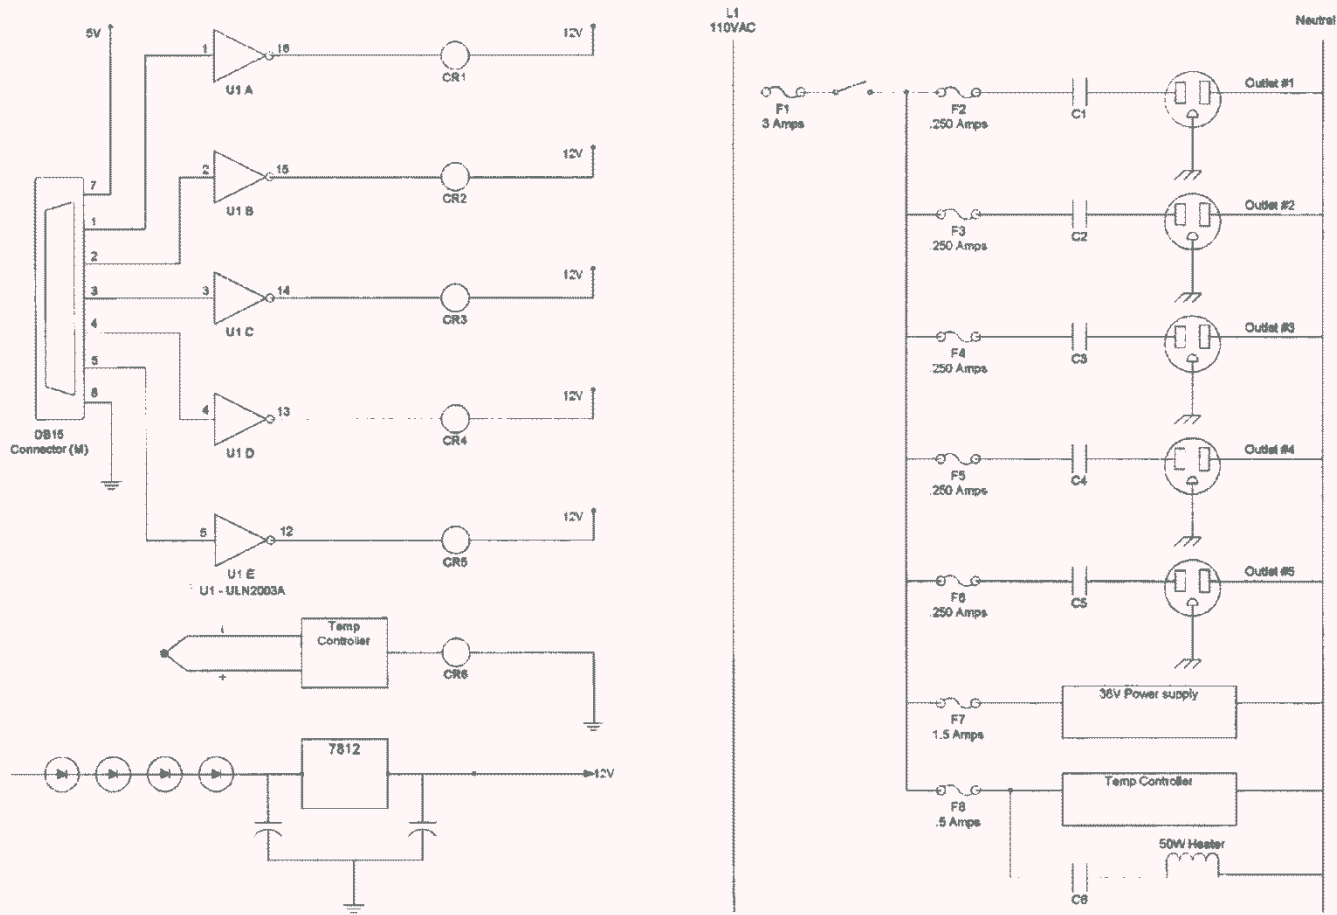 5V
7
1
2
3
4
5
8
DB15
Connector (M)
1
16
U1 A
CR1
12V
2
15
U1 B
CR2
12V
3
14
U1 C
CR3
12V
4
13
U1 D
CR4
12V
5
12
U1 E
U1 - ULN2003A
CR5
12V
-
+
Temp
Controller
CR6
7812
12V
L1
110VAC
Neutral
F1
3 Amps
F2
.250 Amps
C1
Outlet #1
F3
.250 Amps
C2
Outlet #2
F4
.250 Amps
C3
Outlet #3
F5
.250 Amps
C4
Outlet #4
F6
.250 Amps
C5
Outlet #5
F7
1.5 Amps
36V Power supply
F8
.5 Amps
Temp Controller
50W Heater
C6